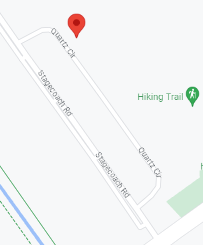 Quartz Cir
Stagecoach Rd
Hiking Trail
Stagecoach Rd
Quartz Cir